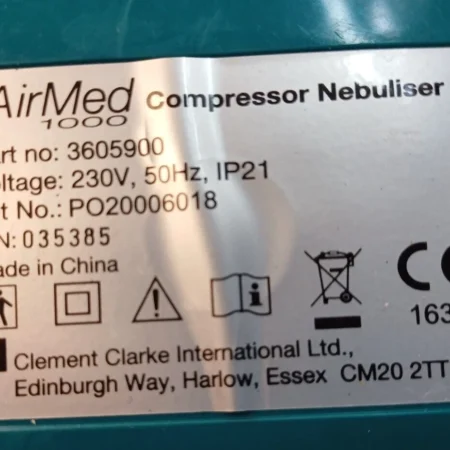 AirMed Compressor Nebuliser
1000
art no: 3605900
ltage: 230V, 50Hz, IP21
t No.: PO20006018
N: 035385
ade in China
i
CE
163
Clement Clarke International Ltd.,
Edinburgh Way, Harlow, Essex CM20 2TT